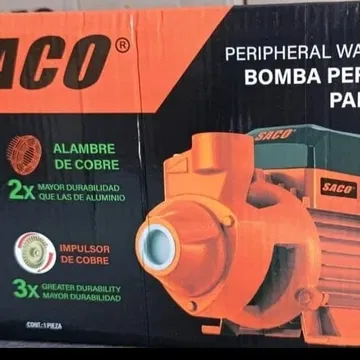 ACO®
PERIPHERAL WA
BOMBA PER
PA
ALAMBRE
DE COBRE
2x MAYOR DURABILIDAD
QUE LAS DE ALUMINIO
SACO
SACO
IMPULSOR
DE COBRE
3x GREATER DURABILITY
MAYOR DURABILIDAD
CONT.: 1 PIEZA